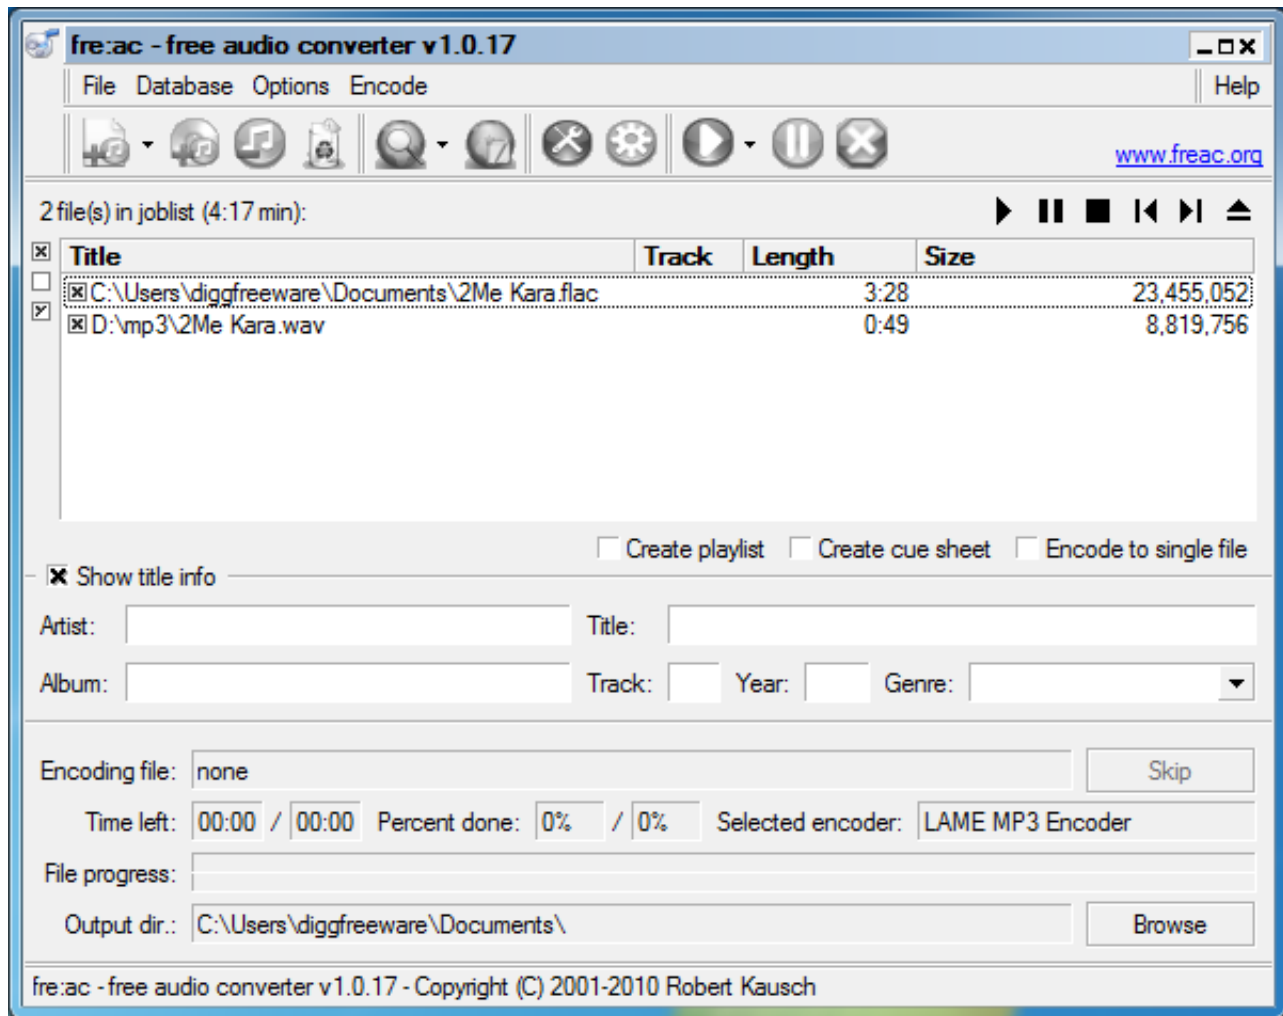 fre:ac - free audio converter v1.0.17
File Database Options Encode Help
www.freac.org
2 file(s) in joblist (4:17 min):
Title Track Length Size
C:\Users\diggfreeware\Documents\2Me Kara.flac 3:28 23,455,052
D:\mp3\2Me Kara.wav 0:49 8,819,756
Create playlist Create cue sheet Encode to single file
Show title info
Artist: Title:
Album: Track: Year: Genre:
Encoding file: none Skip
Time left: 00:00 / 00:00 Percent done: 0% / 0% Selected encoder: LAME MP3 Encoder
File progress:
Output dir.: C:\Users\diggfreeware\Documents\ Browse
fre:ac - free audio converter v1.0.17 - Copyright (C) 2001-2010 Robert Kausch